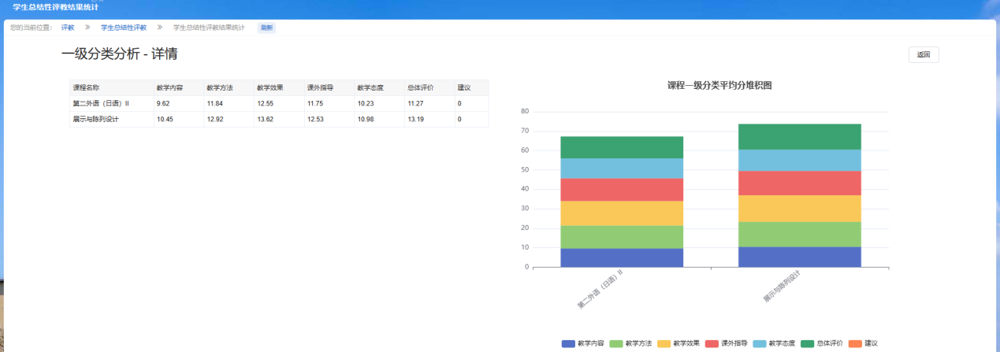 学生总结性评教结果统计
您的当前位置： 评教 » 学生总结性评教 » 学生总结性评教结果统计 刷新
一级分类分析 - 详情
返回
课程名称 教学内容 教学方法 教学效果 课外指导 教学态度 总体评价 建议
第二外语（日语）II 9.62 11.84 12.55 11.75 10.23 11.27 0
展示与陈列设计 10.45 12.92 13.62 12.53 10.98 13.19 0
课程一级分类平均分堆积图
80
70
60
50
40
30
20
10
0
第二外语（日语）II
展示与陈列设计
教学内容 教学方法 教学效果 课外指导 教学态度 总体评价 建议